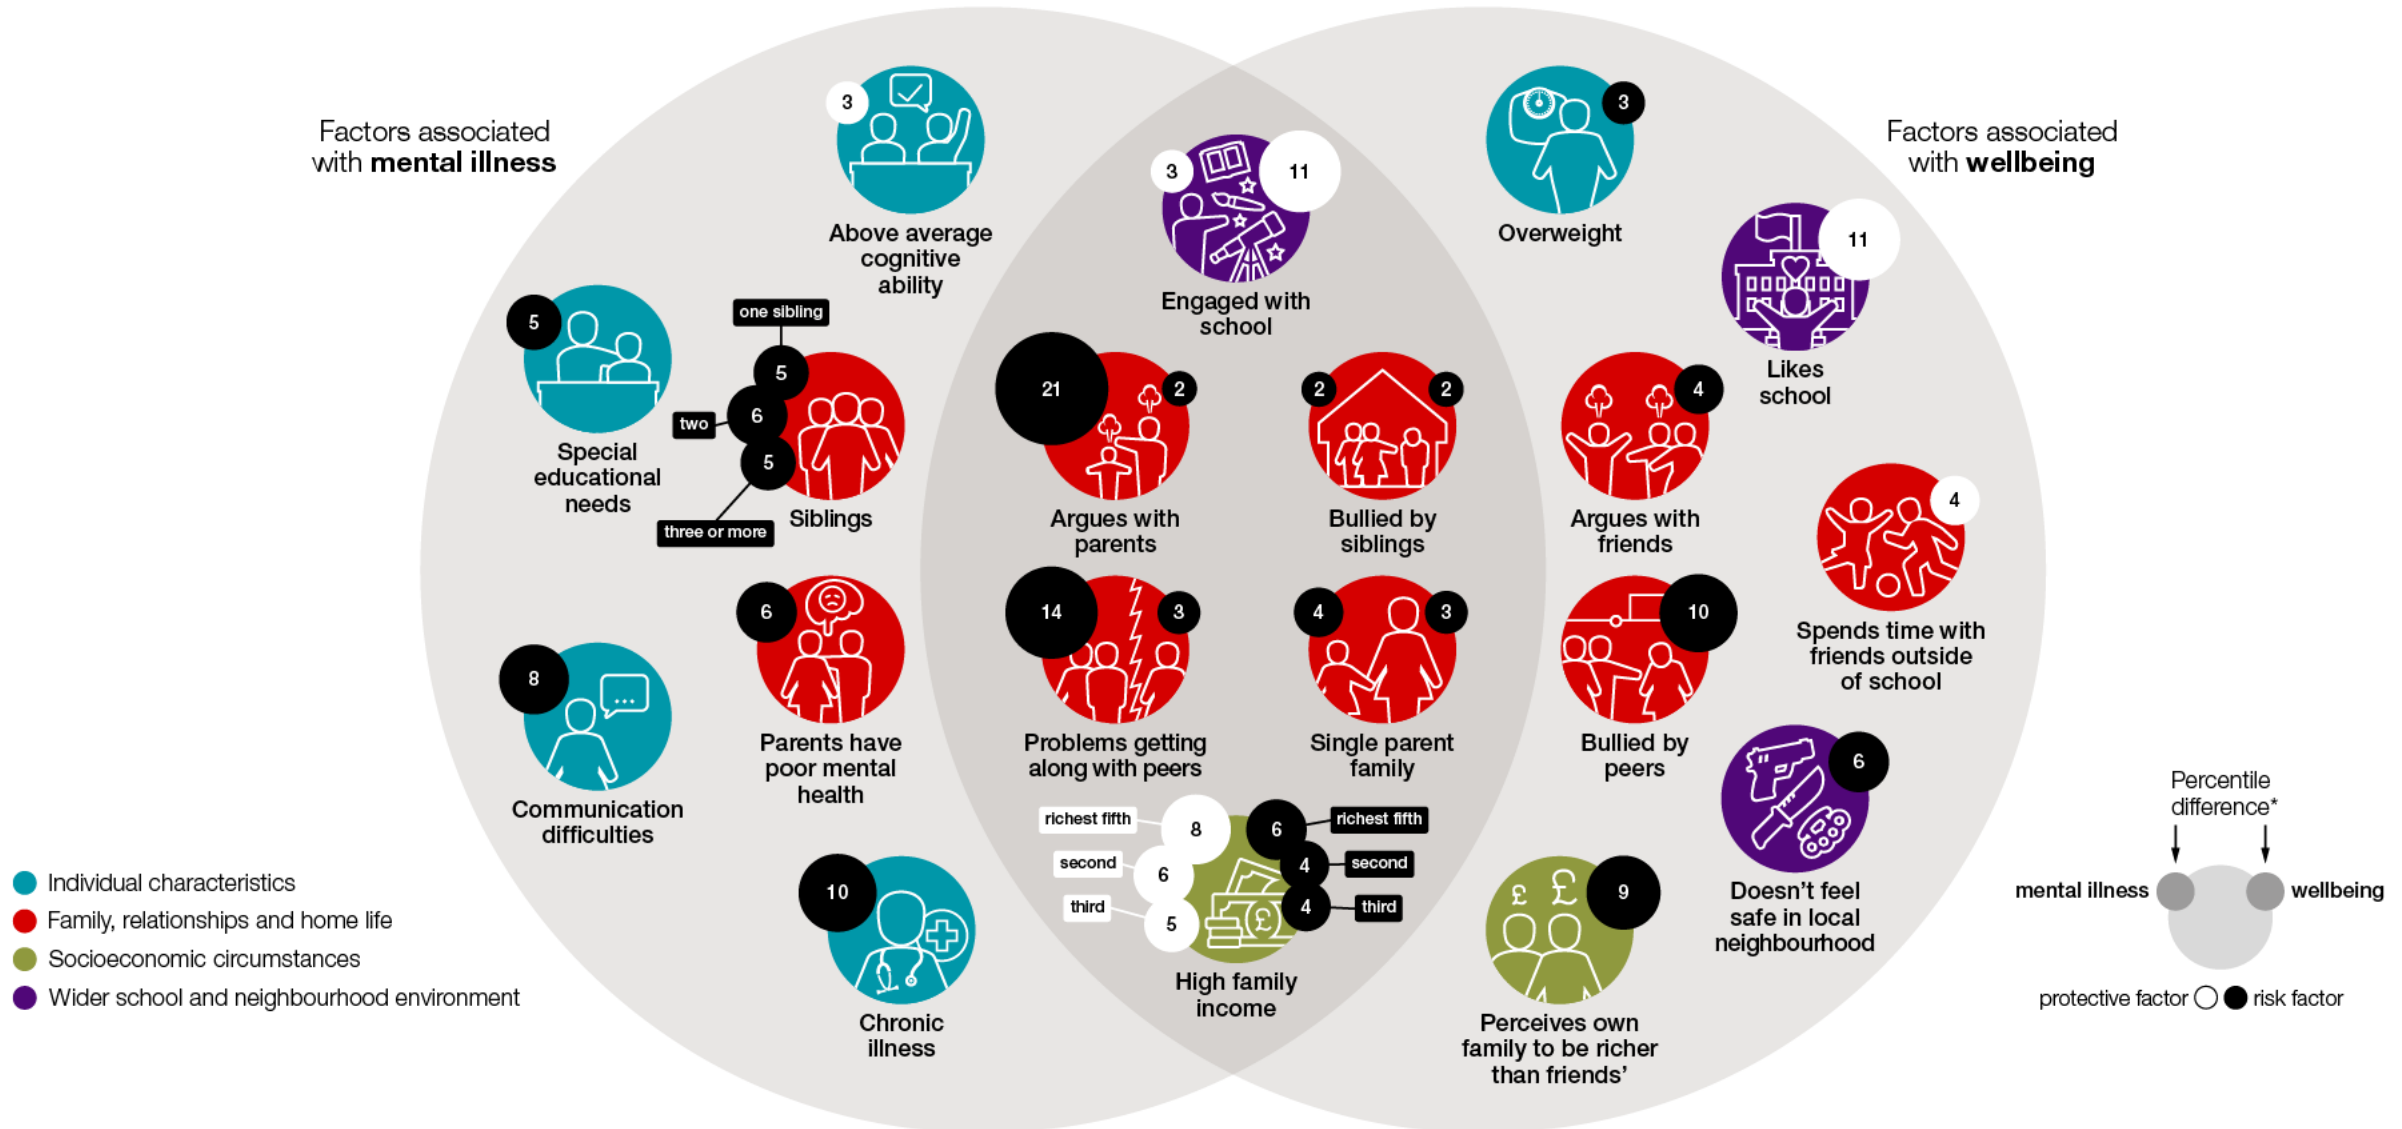 Factors associated
with mental illness
3
Above average
cognitive
ability
5
Special
educational
needs
one sibling
5
two
6
5
three or more
Siblings
6
Parents have
poor mental
health
8
Communication
difficulties
10
Chronic
illness
3
11
Engaged with
school
21
2
Argues with
parents
2
2
Bullied by
siblings
14
3
Problems getting
along with peers
4
3
Single parent
family
richest fifth
8
6
richest fifth
second
6
4
second
third
5
4
third
£
High family
income
Factors associated
with wellbeing
3
Overweight
11
Likes
school
4
Argues with
friends
4
Spends time with
friends outside
of school
10
Bullied by
peers
6
Doesn’t feel
safe in local
neighbourhood
£ £
9
Perceives own
family to be richer
than friends’
Individual characteristics
Family, relationships and home life
Socioeconomic circumstances
Wider school and neighbourhood environment
Percentile
difference*
mental illness
wellbeing
protective factor
risk factor